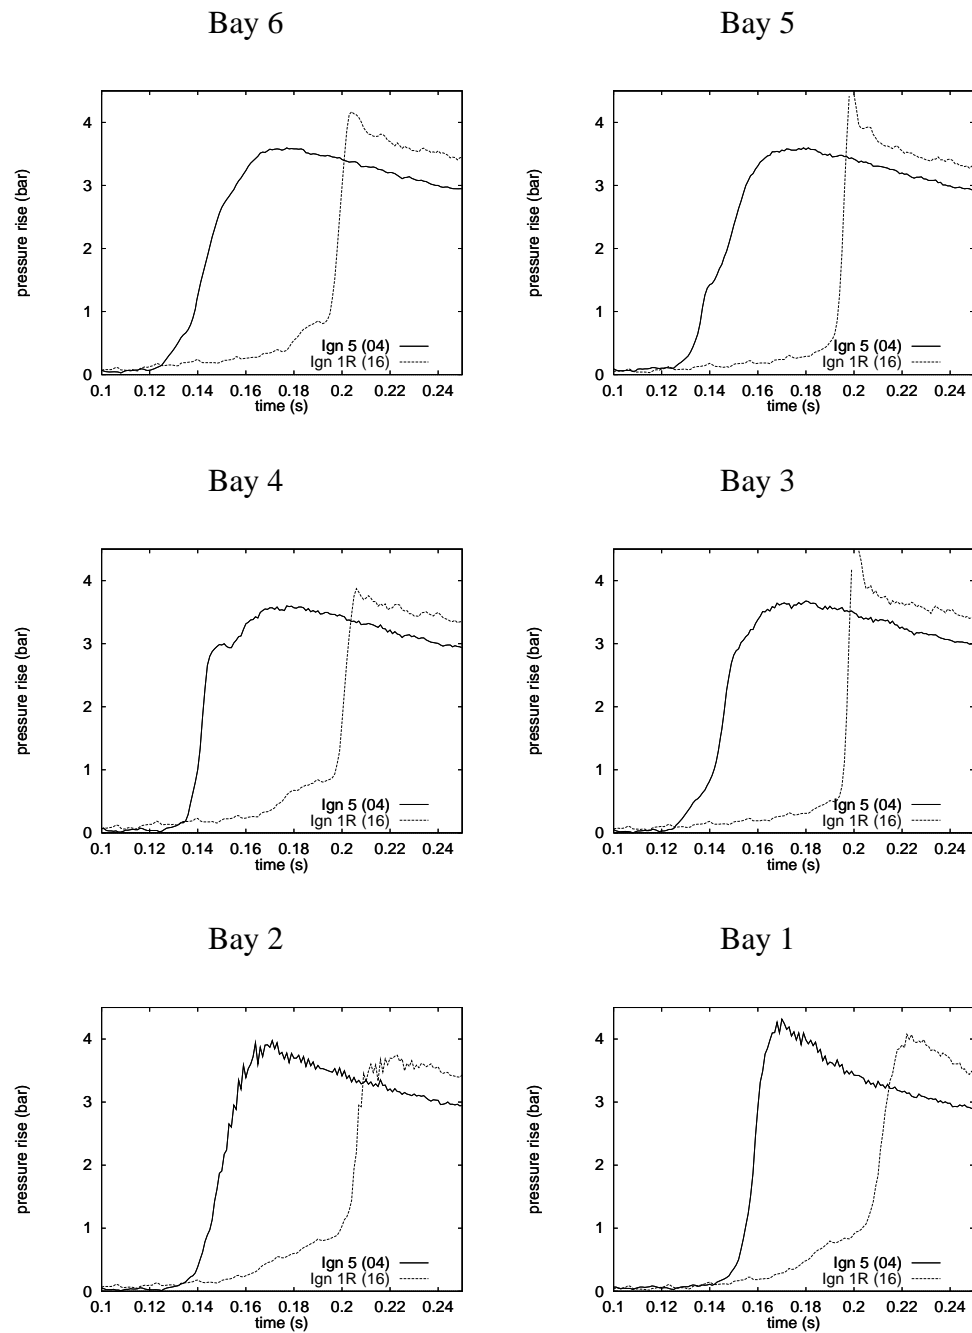 Bay 6
Bay 5
4
3
2
1
0
pressure rise (bar)
Ign 5 (04)
Ign 1R (16)
0.1 0.12 0.14 0.16 0.18 0.2 0.22 0.24
time (s)
4
3
2
1
0
pressure rise (bar)
Ign 5 (04)
Ign 1R (16)
0.1 0.12 0.14 0.16 0.18 0.2 0.22 0.24
time (s)
Bay 4
Bay 3
4
3
2
1
0
pressure rise (bar)
Ign 5 (04)
Ign 1R (16)
0.1 0.12 0.14 0.16 0.18 0.2 0.22 0.24
time (s)
4
3
2
1
0
pressure rise (bar)
Ign 5 (04)
Ign 1R (16)
0.1 0.12 0.14 0.16 0.18 0.2 0.22 0.24
time (s)
Bay 2
Bay 1
4
3
2
1
0
pressure rise (bar)
Ign 5 (04)
Ign 1R (16)
0.1 0.12 0.14 0.16 0.18 0.2 0.22 0.24
time (s)
4
3
2
1
0
pressure rise (bar)
Ign 5 (04)
Ign 1R (16)
0.1 0.12 0.14 0.16 0.18 0.2 0.22 0.24
time (s)